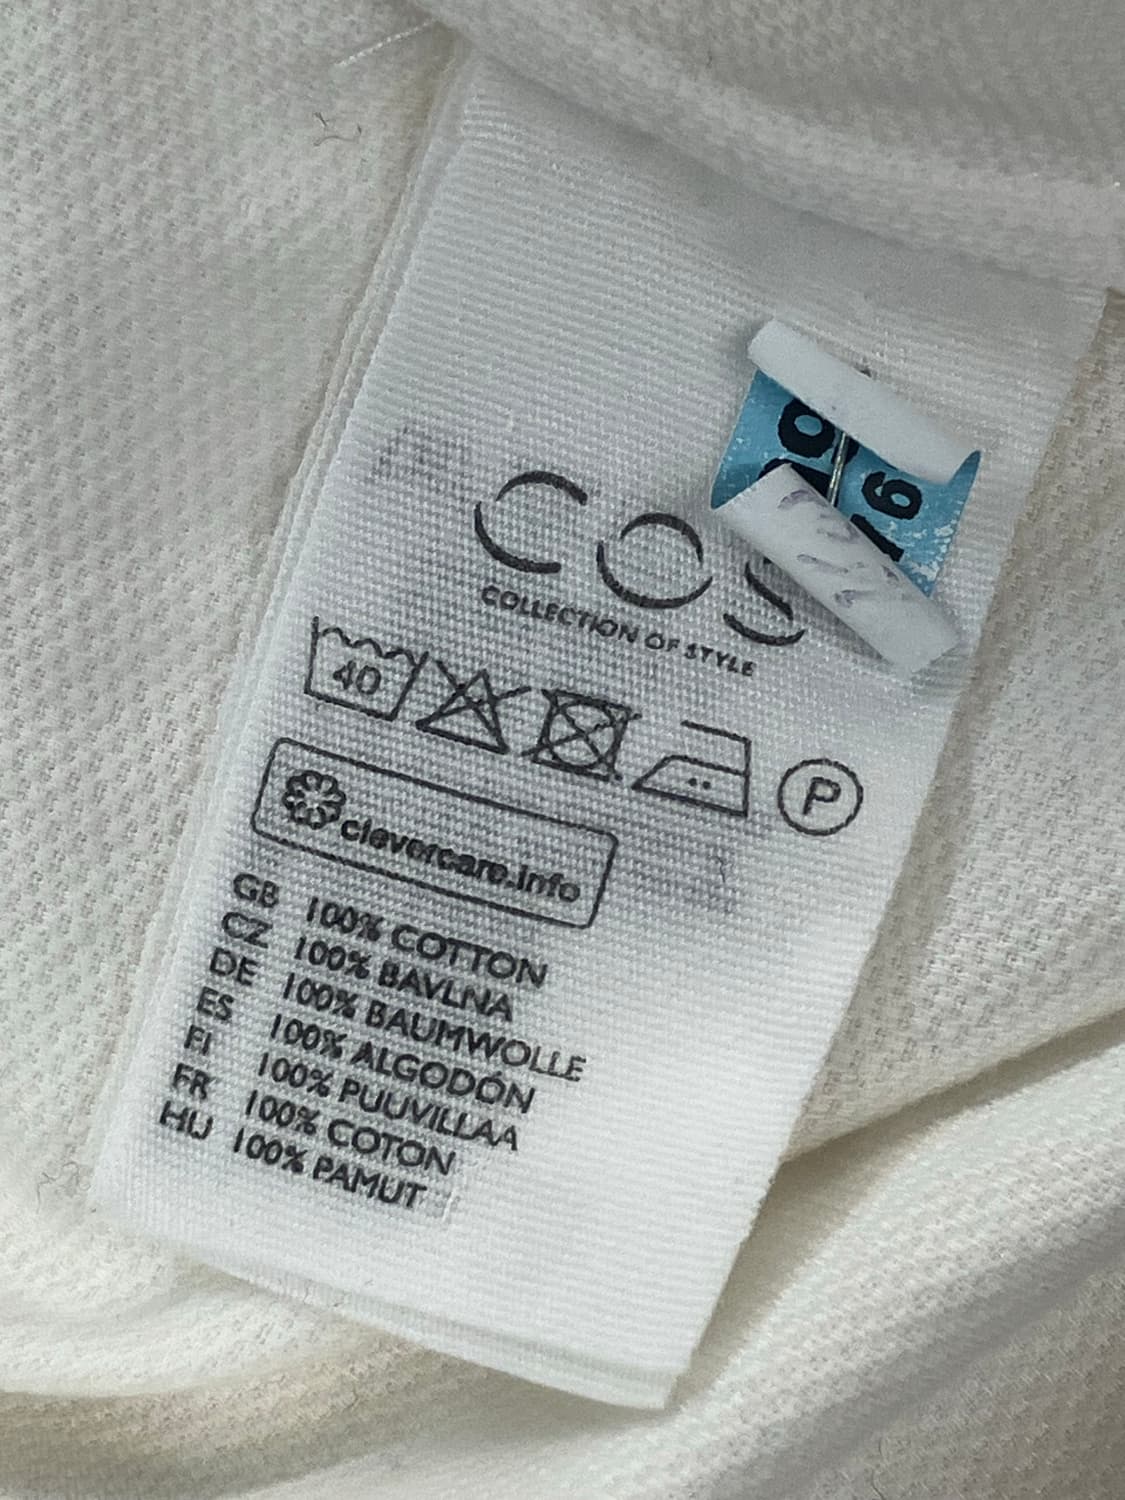 COS
COLLECTION OF STYLE
40
P
clevercare.info
GB 100% COTTON
CZ 100% BAVLNA
DE 100% BAUMWOLLE
ES 100% ALGODÓN
FI 100% PUUVILLAA
FR 100% COTON
HU 100% PAMUT